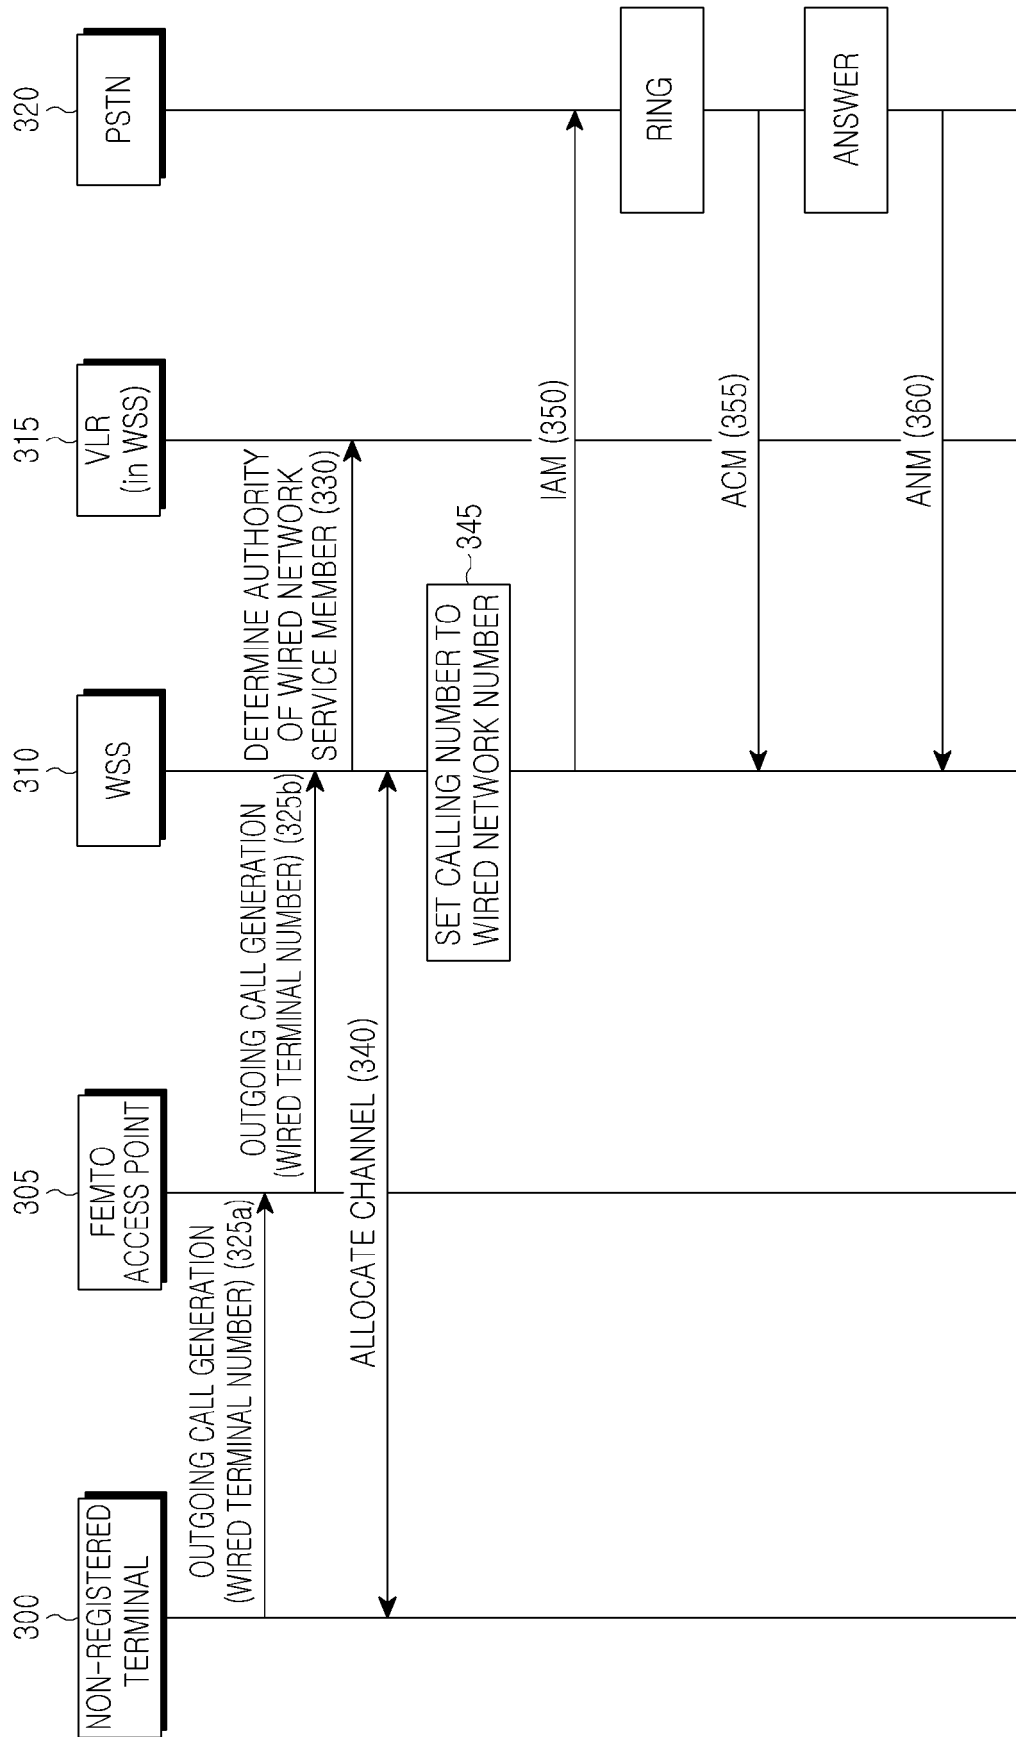 300
NON-REGISTERED
TERMINAL
305
FEMTO
ACCESS POINT
310
WSS
315
VLR
(in WSS)
320
PSTN
OUTGOING CALL GENERATION
(WIRED TERMINAL NUMBER) (325a)
OUTGOING CALL GENERATION
(WIRED TERMINAL NUMBER) (325b)
DETERMINE AUTHORITY
OF WIRED NETWORK
SERVICE MEMBER (330)
ALLOCATE CHANNEL (340)
SET CALLING NUMBER TO
WIRED NETWORK NUMBER
345
IAM (350)
RING
ACM (355)
ANSWER
ANM (360)